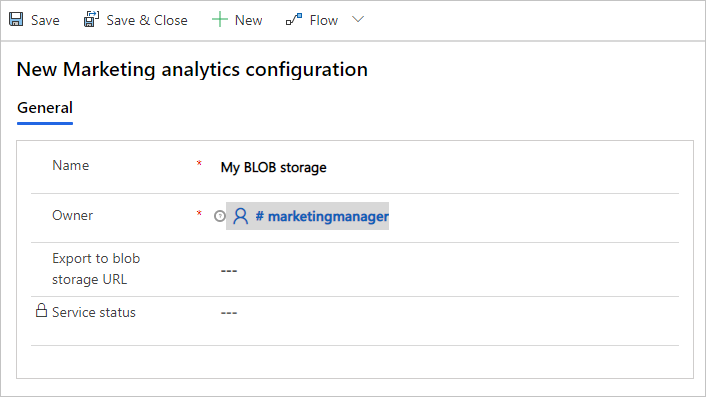 Save Save & Close New Flow
New Marketing analytics configuration
General
Name * My BLOB storage
Owner * # marketingmanager
Export to blob
storage URL ---
Service status ---